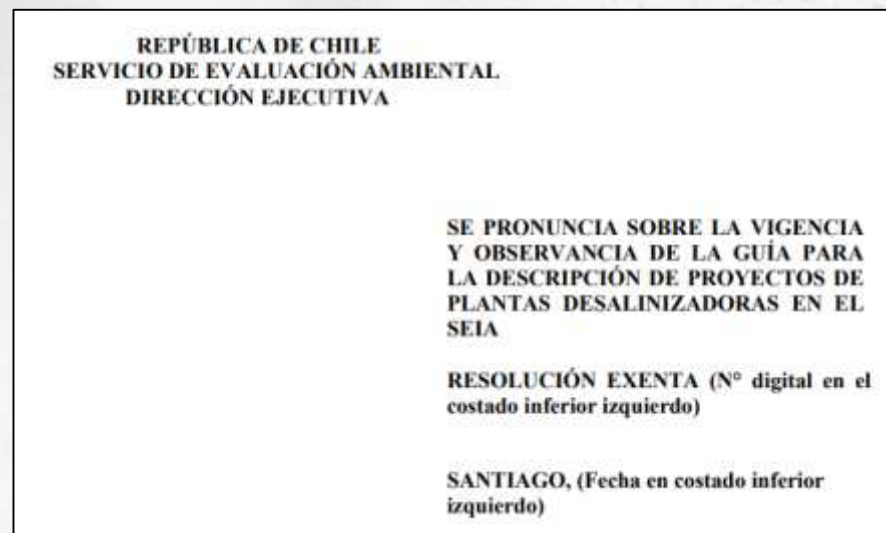 REPÚBLICA DE CHILE
SERVICIO DE EVALUACIÓN AMBIENTAL
DIRECCIÓN EJECUTIVA
SE PRONUNCIA SOBRE LA VIGENCIA
Y OBSERVANCIA DE LA GUÍA PARA
LA DESCRIPCIÓN DE PROYECTOS DE
PLANTAS DESALINIZADORAS EN EL
SEIA
RESOLUCIÓN EXENTA (N° digital en el
costado inferior izquierdo)
SANTIAGO, (Fecha en costado inferior
izquierdo)